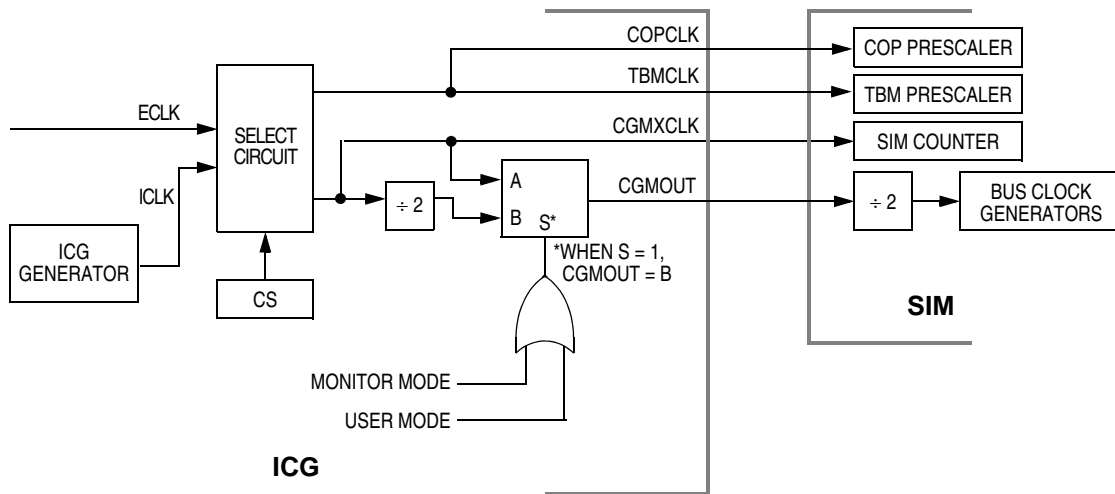 COPCLK
COP PRESCALER
TBMCLK
TBM PRESCALER
ECLK
SELECT
CIRCUIT
CGMXCLK
SIM COUNTER
ICLK
A
÷ 2
B
S*
CGMOUT
÷ 2
BUS CLOCK
GENERATORS
ICG
GENERATOR
*WHEN S = 1,
CGMOUT = B
CS
SIM
MONITOR MODE
USER MODE
ICG